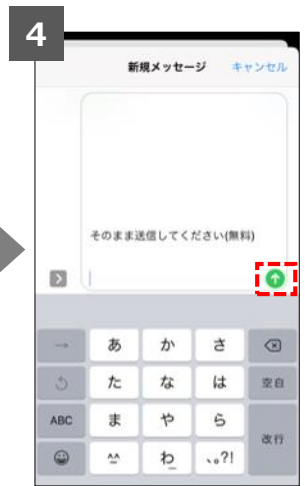 4
新規メッセージ キャンセル
そのまま送信してください(無料)
→ あ か さ
た な は 空白
ABC ま や ら 改行
^^ わ 、。?!